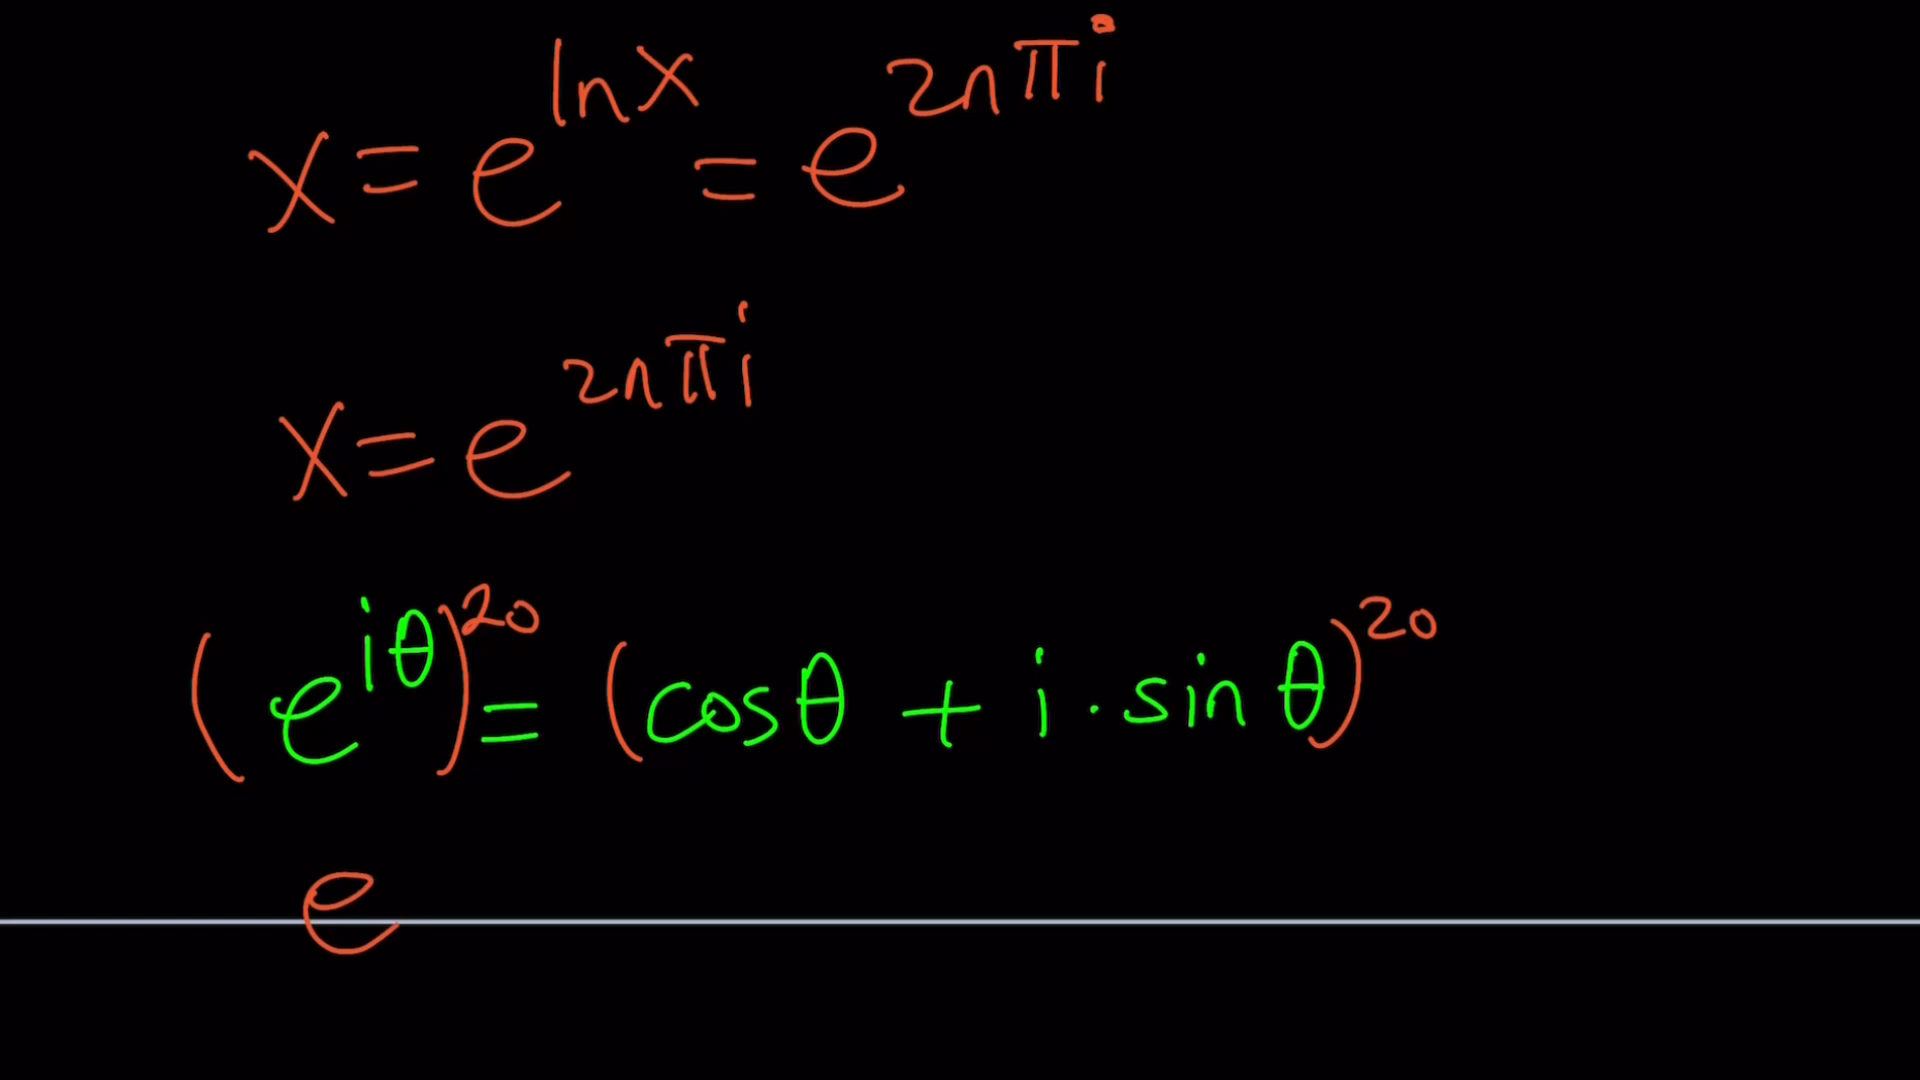 x = e^{ln x} = e^{2nπi}
x = e^{2nπi}
(e^{iθ})^{20} = (cosθ + i · sinθ)^{20}
e